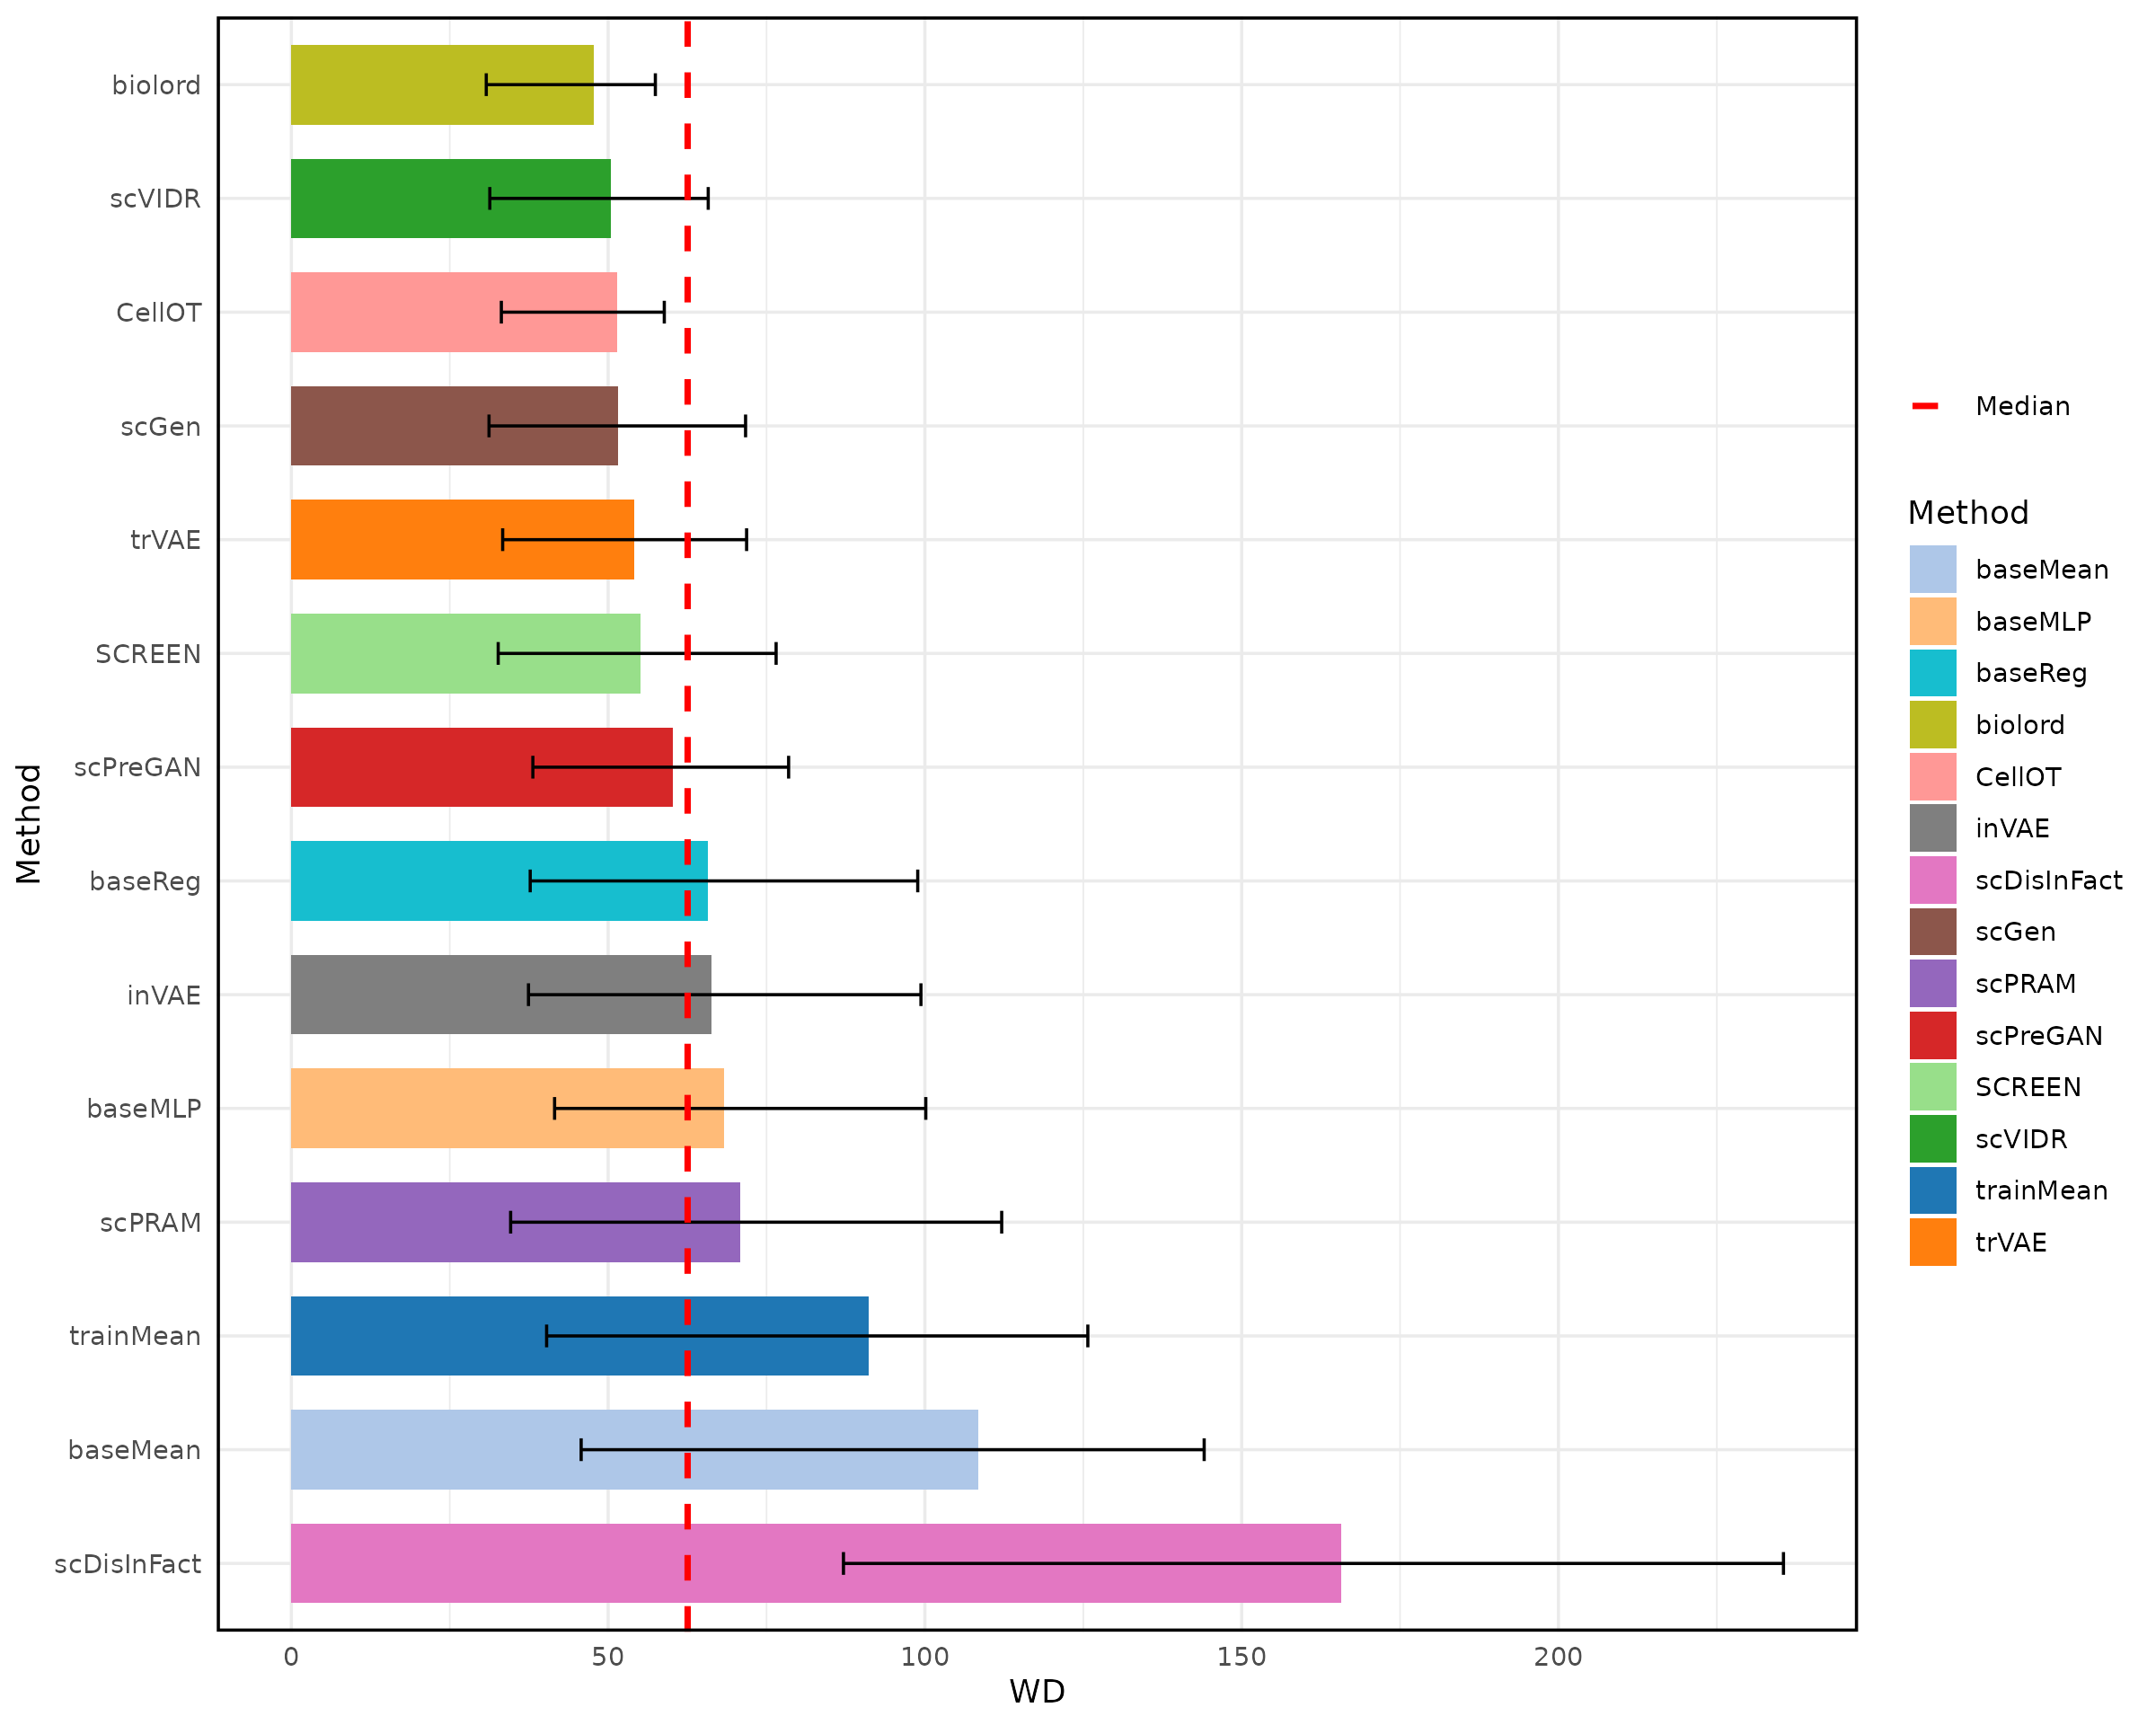 biolord
scVIDR
CellOT
scGen
trVAE
SCREEN
scPreGAN
baseReg
inVAE
baseMLP
scPRAM
trainMean
baseMean
scDisInFact
Method
0 50 100 150 200
WD
Median
Method
baseMean
baseMLP
baseReg
biolord
CellOT
inVAE
scDisInFact
scGen
scPRAM
scPreGAN
SCREEN
scVIDR
trainMean
trVAE